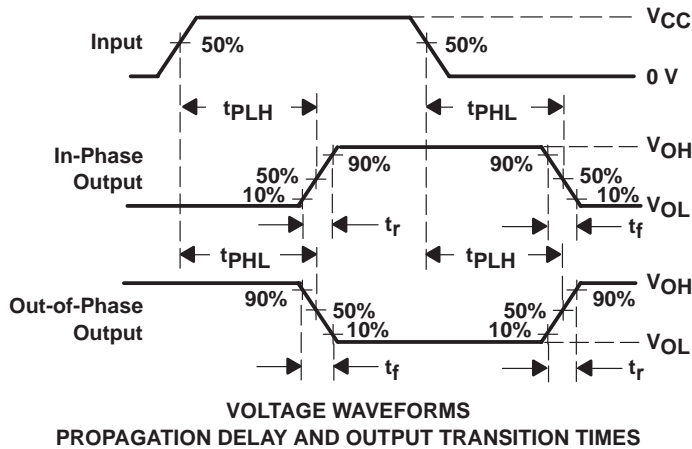 VCC
Input
50%
50%
0 V
tPLH
tPHL
In-Phase
Output
VOH
90%
90%
50%
50%
10%
10%
VOL
tr
tf
tPHL
tPLH
Out-of-Phase
Output
VOH
90%
90%
50%
50%
10%
10%
VOL
tf
tr
VOLTAGE WAVEFORMS
PROPAGATION DELAY AND OUTPUT TRANSITION TIMES